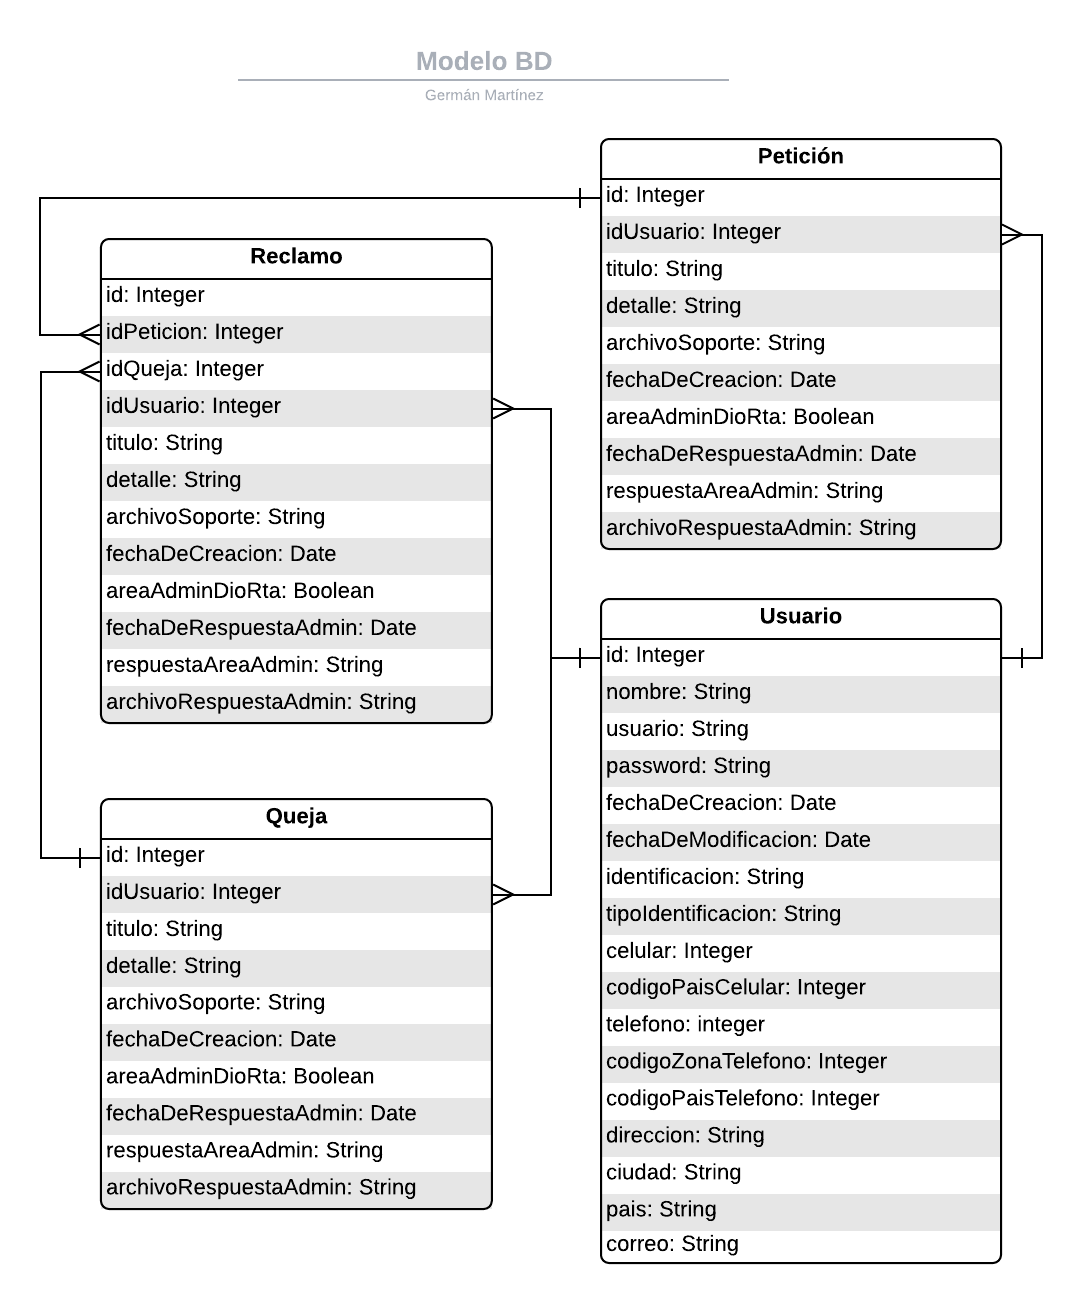 Modelo BD
Germán Martínez
Petición
id: Integer
idUsuario: Integer
titulo: String
detalle: String
archivoSoporte: String
fechaDeCreacion: Date
areaAdminDioRta: Boolean
fechaDeRespuestaAdmin: Date
respuestaAreaAdmin: String
archivoRespuestaAdmin: String
Reclamo
id: Integer
idPeticion: Integer
idQueja: Integer
idUsuario: Integer
titulo: String
detalle: String
archivoSoporte: String
fechaDeCreacion: Date
areaAdminDioRta: Boolean
fechaDeRespuestaAdmin: Date
respuestaAreaAdmin: String
archivoRespuestaAdmin: String
Usuario
id: Integer
nombre: String
usuario: String
password: String
fechaDeCreacion: Date
fechaDeModificacion: Date
identificacion: String
tipoIdentificacion: String
celular: Integer
codigoPaisCelular: Integer
telefono: integer
codigoZonaTelefono: Integer
codigoPaisTelefono: Integer
direccion: String
ciudad: String
pais: String
correo: String
Queja
id: Integer
idUsuario: Integer
titulo: String
detalle: String
archivoSoporte: String
fechaDeCreacion: Date
areaAdminDioRta: Boolean
fechaDeRespuestaAdmin: Date
respuestaAreaAdmin: String
archivoRespuestaAdmin: String